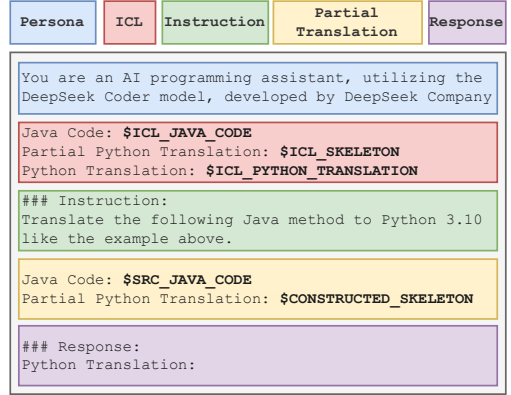 Persona
ICL
Instruction
Partial
Translation
Response
You are an AI programming assistant, utilizing the
DeepSeek Coder model, developed by DeepSeek Company
Java Code: $ICL_JAVA_CODE
Partial Python Translation: $ICL_SKELETON
Python Translation: $ICL_PYTHON_TRANSLATION
### Instruction:
Translate the following Java method to Python 3.10
like the example above.
Java Code: $SRC_JAVA_CODE
Partial Python Translation: $CONSTRUCTED_SKELETON
### Response:
Python Translation: